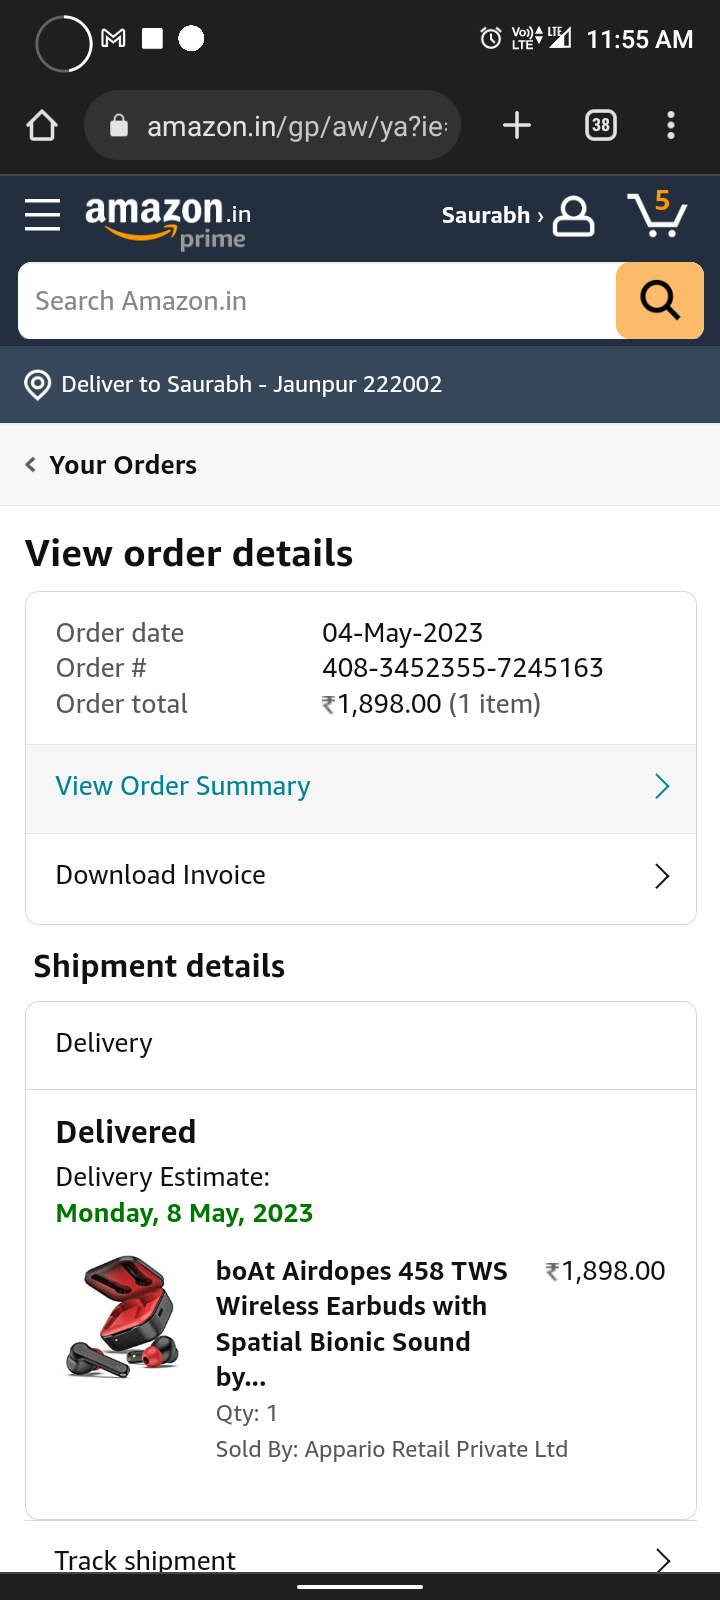 11:55 AM
amazon.in/gp/aw/ya?ie=
38
amazon.in
prime
Saurabh ›
5
Search Amazon.in
Deliver to Saurabh - Jaunpur 222002
Your Orders
View order details
Order date 04-May-2023
Order # 408-3452355-7245163
Order total ₹1,898.00 (1 item)
View Order Summary
Download Invoice
Shipment details
Delivery
Delivered
Delivery Estimate:
Monday, 8 May, 2023
boAt Airdopes 458 TWS ₹1,898.00
Wireless Earbuds with
Spatial Bionic Sound
by...
Qty: 1
Sold By: Appario Retail Private Ltd
Track shipment